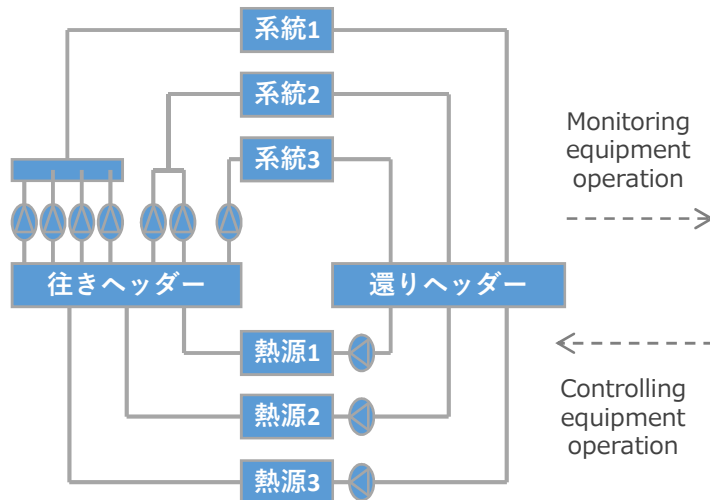 系統1
系統2
系統3
Monitoring
equipment
operation
往きヘッダー
還りヘッダー
熱源1
熱源2
熱源3
Controlling
equipment
operation